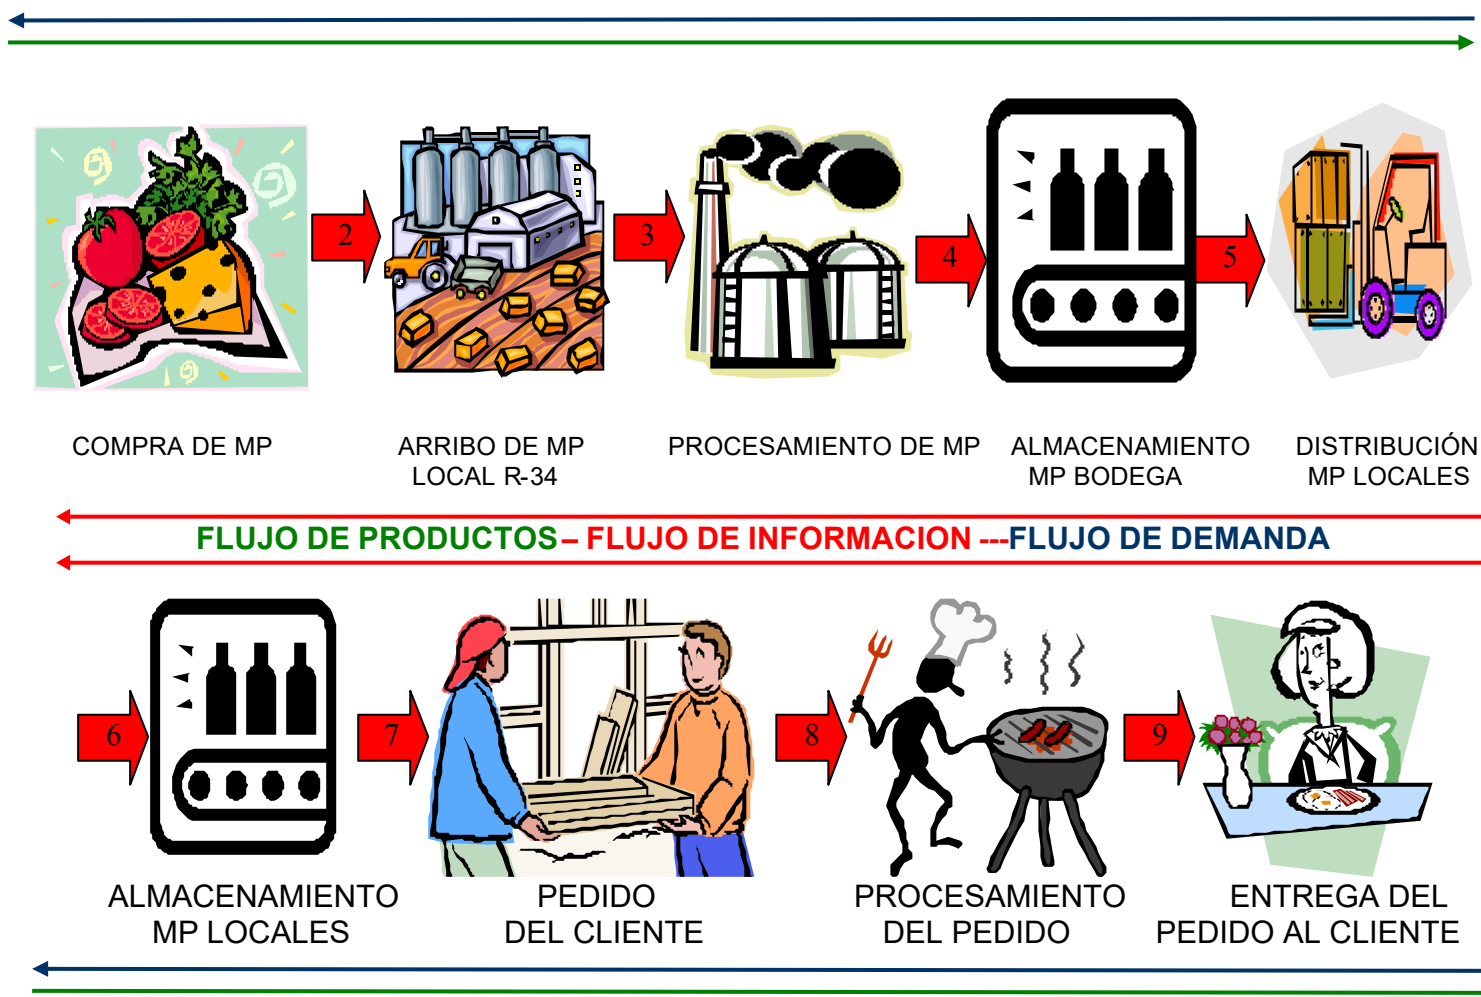 2
3
4
5
COMPRA DE MP
ARRIBO DE MP
LOCAL R-34
PROCESAMIENTO DE MP
ALMACENAMIENTO
MP BODEGA
DISTRIBUCIÓN
MP LOCALES
FLUJO DE PRODUCTOS – FLUJO DE INFORMACION ---FLUJO DE DEMANDA
6
7
8
9
ALMACENAMIENTO
MP LOCALES
PEDIDO
DEL CLIENTE
PROCESAMIENTO
DEL PEDIDO
ENTREGA DEL
PEDIDO AL CLIENTE